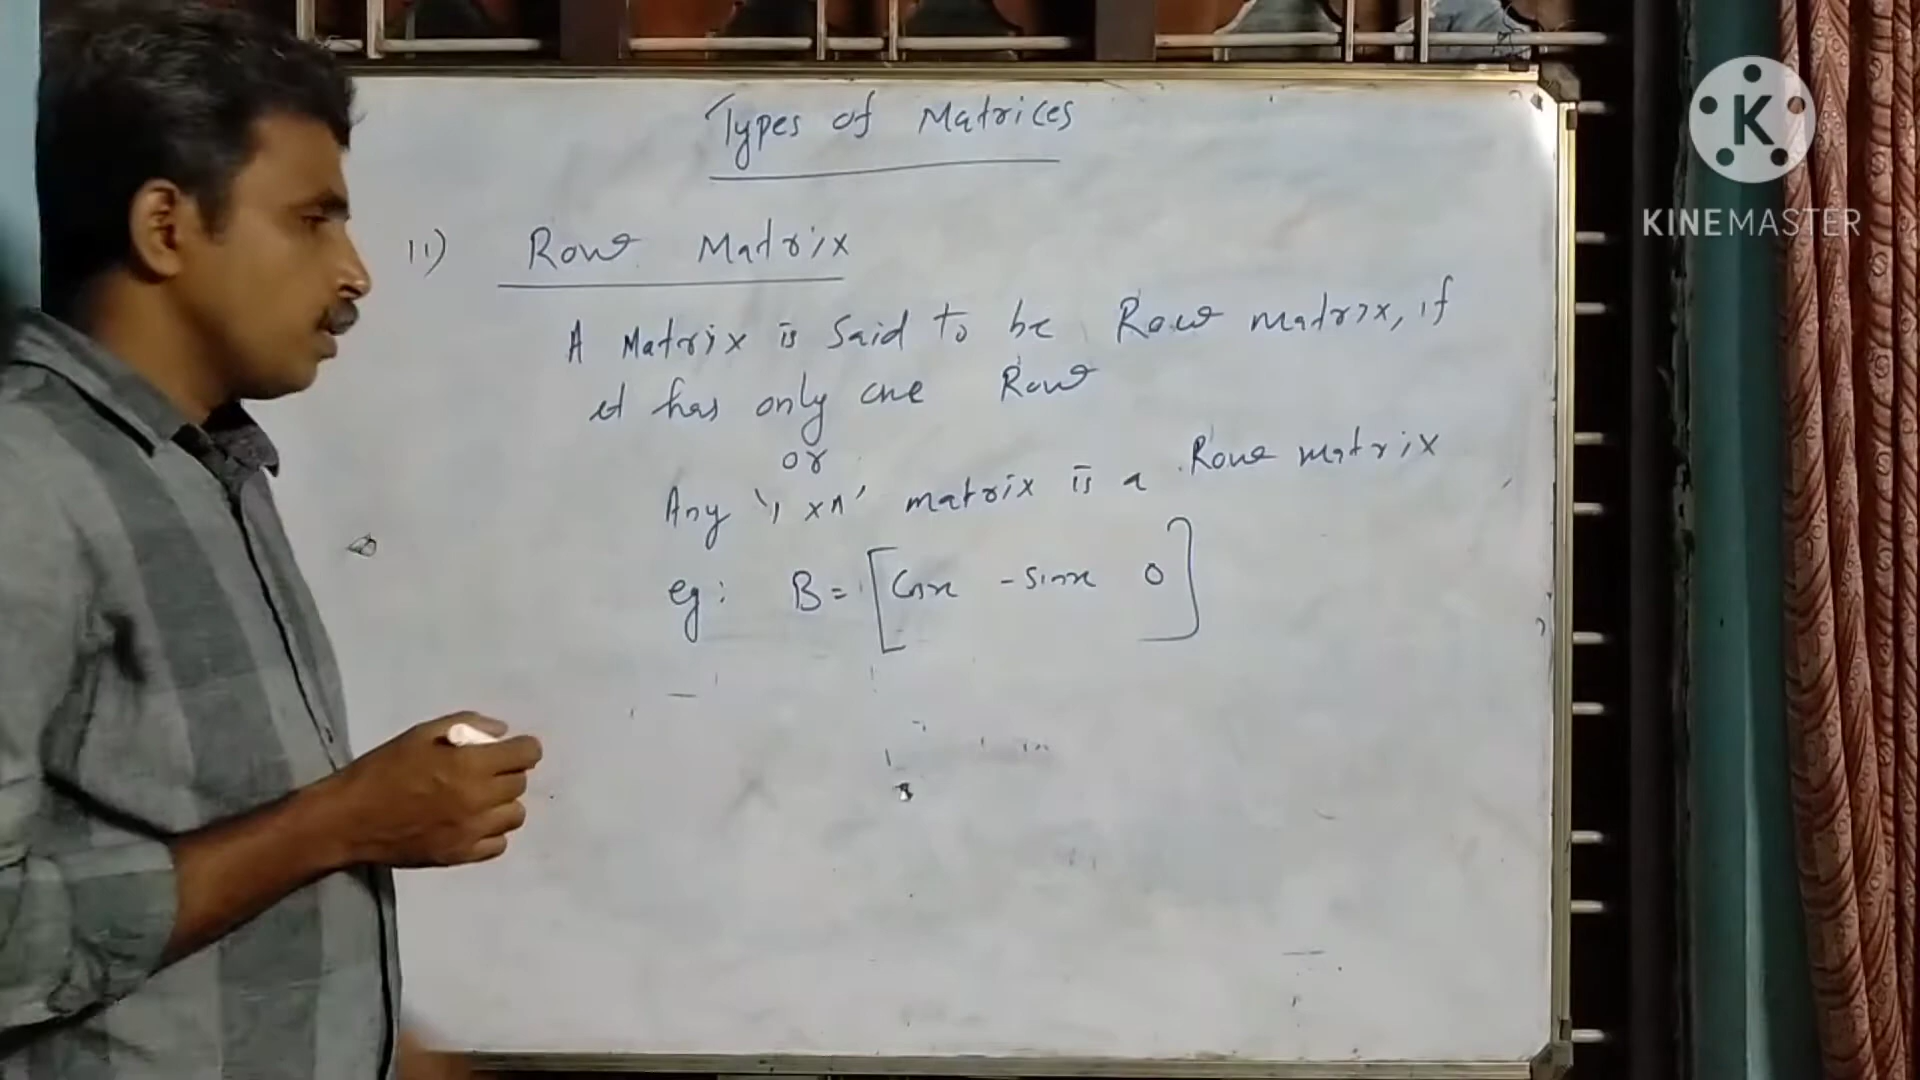 Types of Matrices
11) Row Matrix
A Matrix is said to be Row matrix, if
it has only one Row
or
Any '1 xn' matrix is a Row matrix
eg: B = [Cosx -sinx 0]
K
KINEMASTER